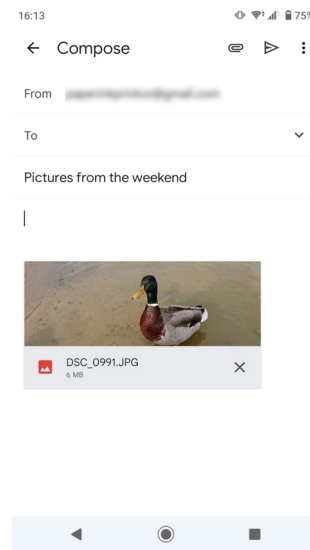 16:13 75%
Compose
From
To
Pictures from the weekend
DSC_0991.JPG
6 MB